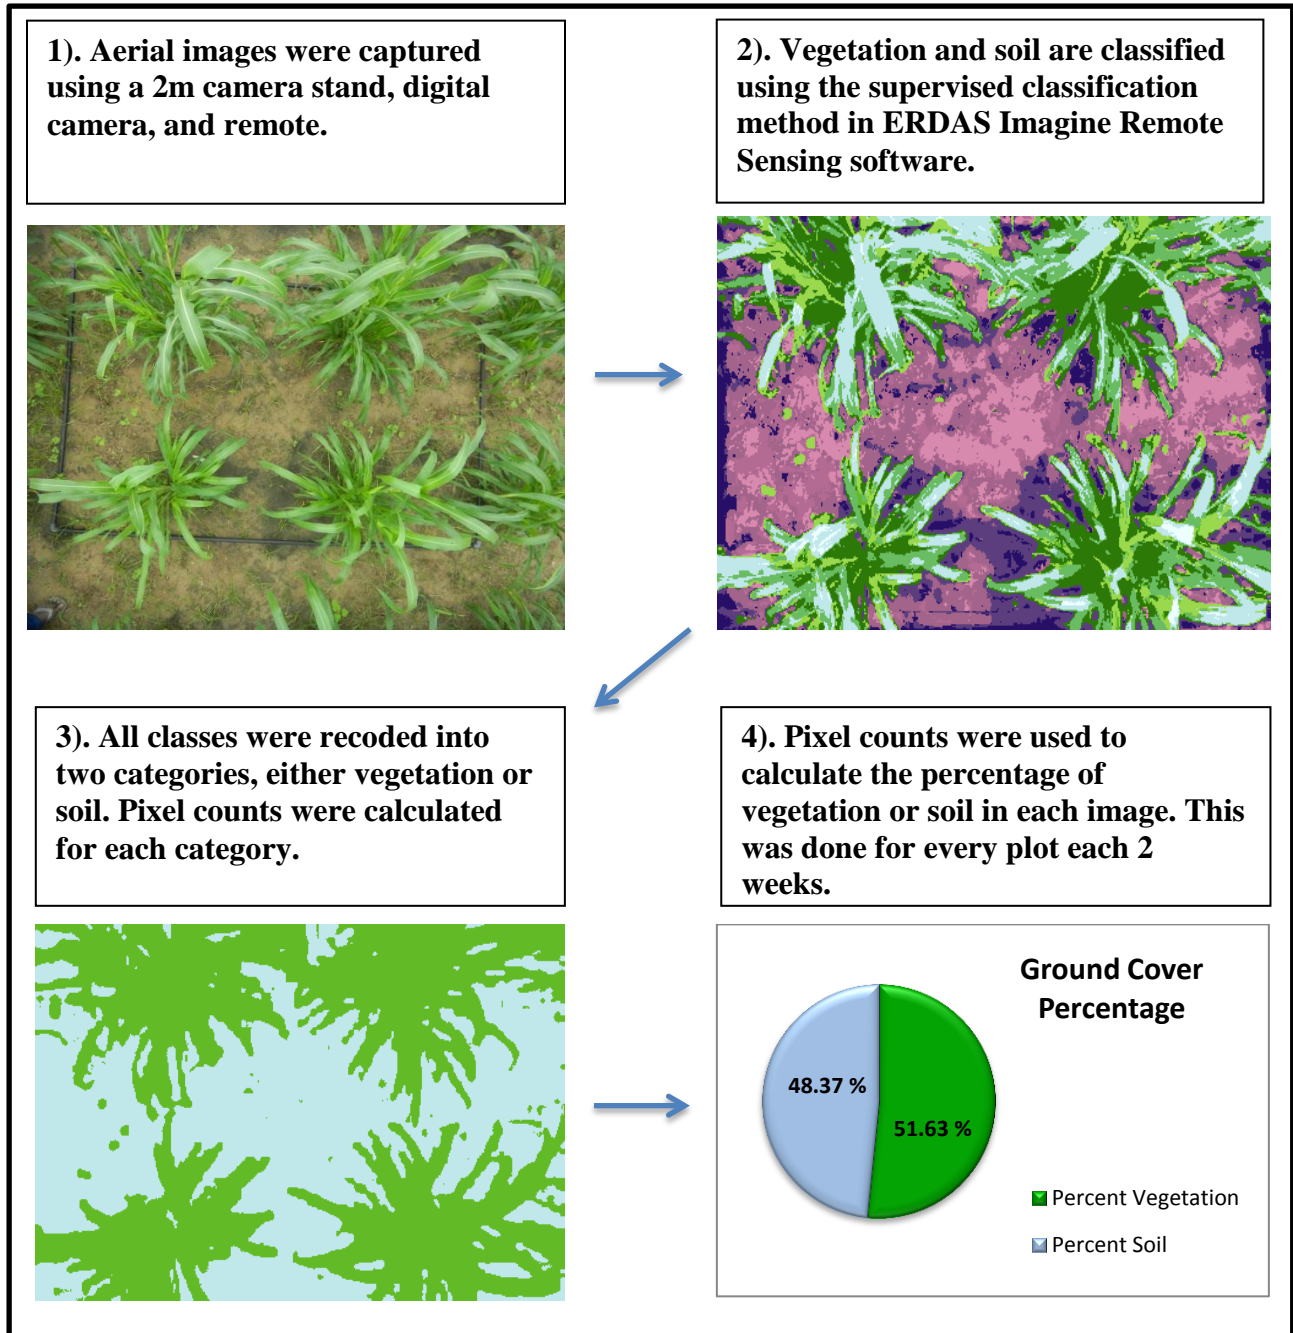 1). Aerial images were captured
using a 2m camera stand, digital
camera, and remote.
2). Vegetation and soil are classified
using the supervised classification
method in ERDAS Imagine Remote
Sensing software.
3). All classes were recoded into
two categories, either vegetation or
soil. Pixel counts were calculated
for each category.
4). Pixel counts were used to
calculate the percentage of
vegetation or soil in each image. This
was done for every plot each 2
weeks.
Ground Cover
Percentage
48.37 %
51.63 %
Percent Vegetation
Percent Soil